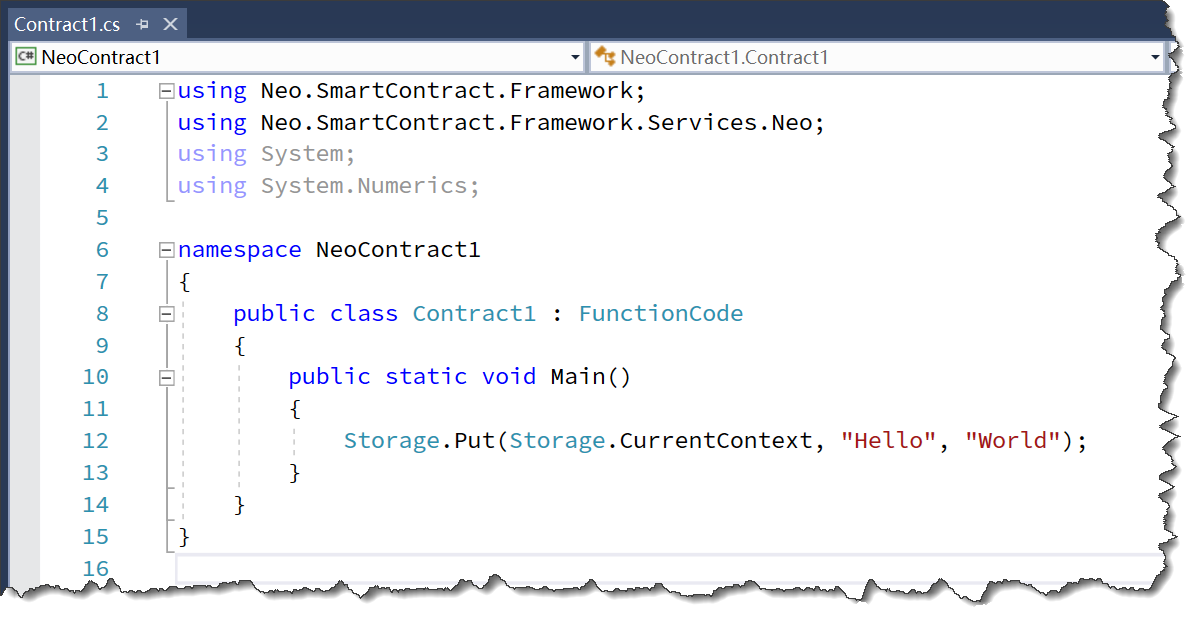 Contract1.cs
C# NeoContract1 NeoContract1.Contract1
1 using Neo.SmartContract.Framework;
2 using Neo.SmartContract.Framework.Services.Neo;
3 using System;
4 using System.Numerics;
5
6 namespace NeoContract1
7 {
8     public class Contract1 : FunctionCode
9     {
10         public static void Main()
11         {
12             Storage.Put(Storage.CurrentContext, "Hello", "World");
13         }
14     }
15 }
16